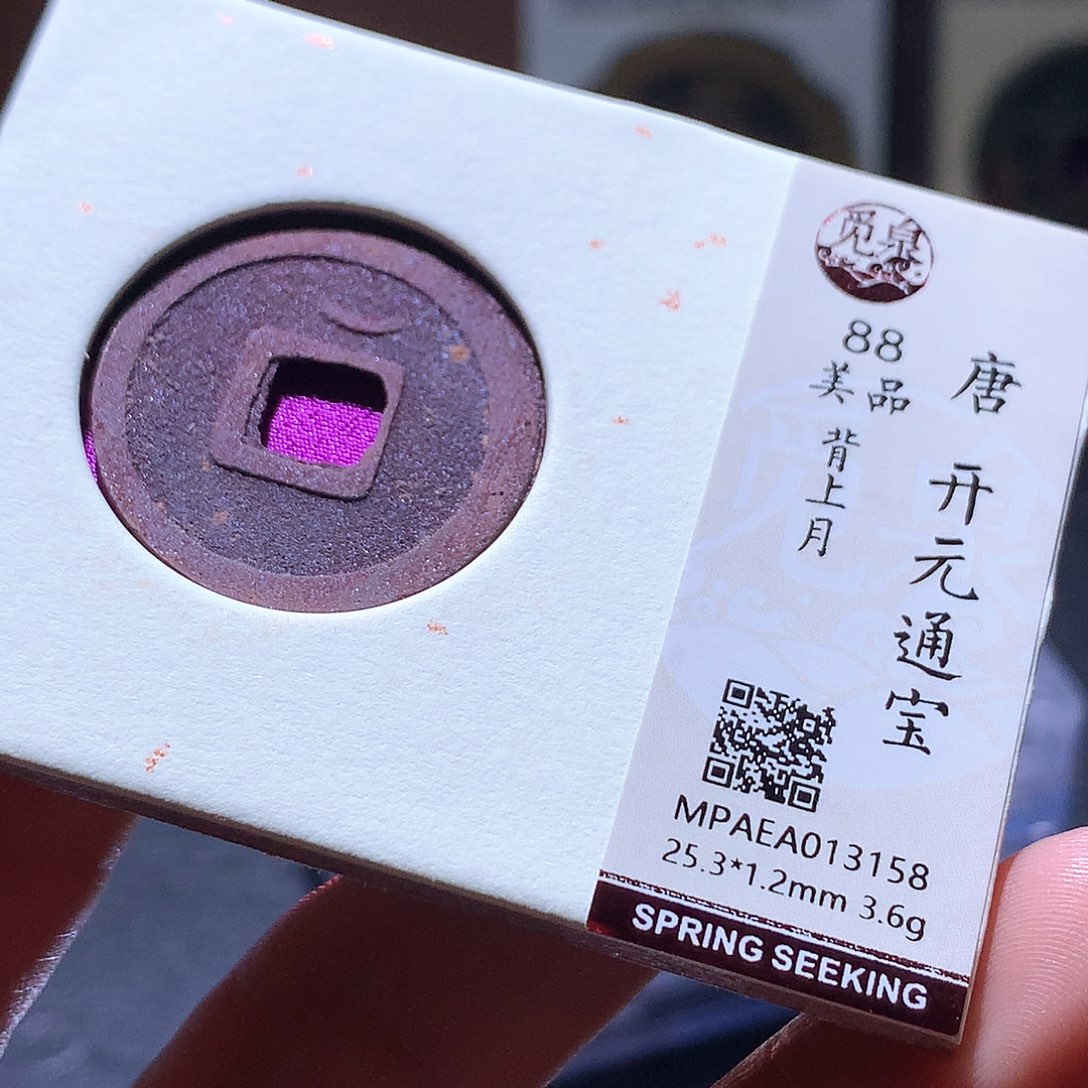 觅泉
88
美品
背上月
唐 开元通宝
MPAEA013158
25.3*1.2mm 3.6g
SPRING SEEKING